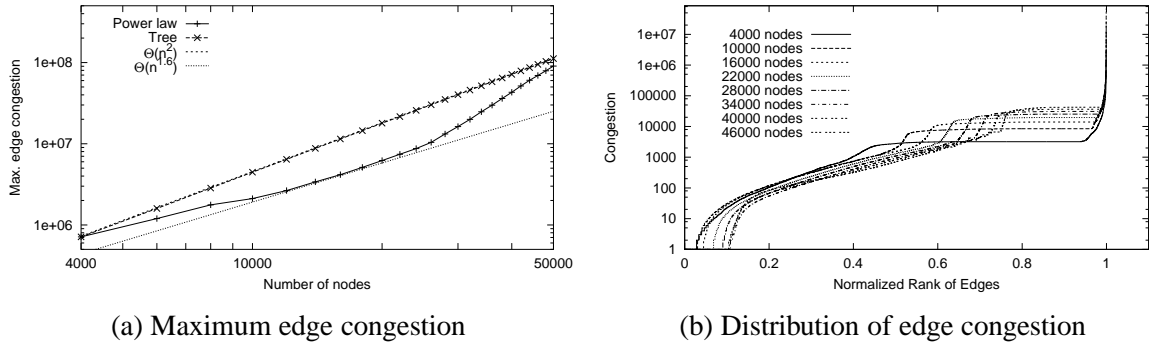 Max. edge congestion
1e+08
1e+07
1e+06
4000
10000
50000
Number of nodes
Power law
Tree
Θ(n^2)
Θ(n^1.6)
(a) Maximum edge congestion
Congestion
1e+07
1e+06
100000
10000
1000
100
10
1
0
0.2
0.4
0.6
0.8
1
Normalized Rank of Edges
4000 nodes
10000 nodes
16000 nodes
22000 nodes
28000 nodes
34000 nodes
40000 nodes
46000 nodes
(b) Distribution of edge congestion